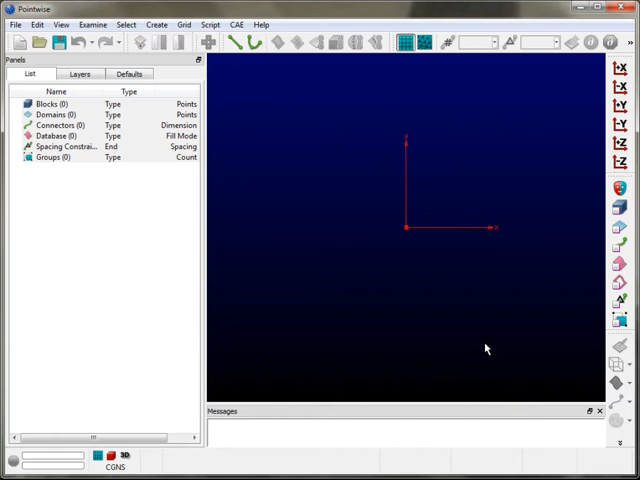 Pointwise
File Edit View Examine Select Create Grid Script CAE Help
Panels
List Layers Defaults
Name Type
Blocks (0) Type Points
Domains (0) Type Points
Connectors (0) Type Dimension
Database (0) Type Fill Mode
Spacing Constrai... End Spacing
Groups (0) Type Count
Y
X
+X
-X
+Y
-Y
+Z
-Z
Messages
3D
CGNS